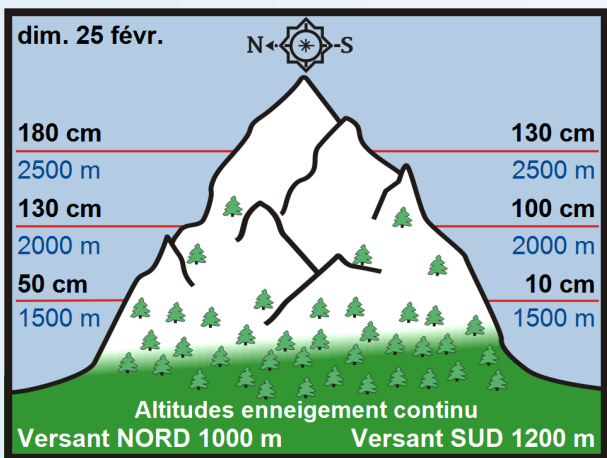 dim. 25 févr.
N S
180 cm 130 cm
2500 m 2500 m
130 cm 100 cm
2000 m 2000 m
50 cm 10 cm
1500 m 1500 m
Altitudes enneigement continu
Versant NORD 1000 m Versant SUD 1200 m